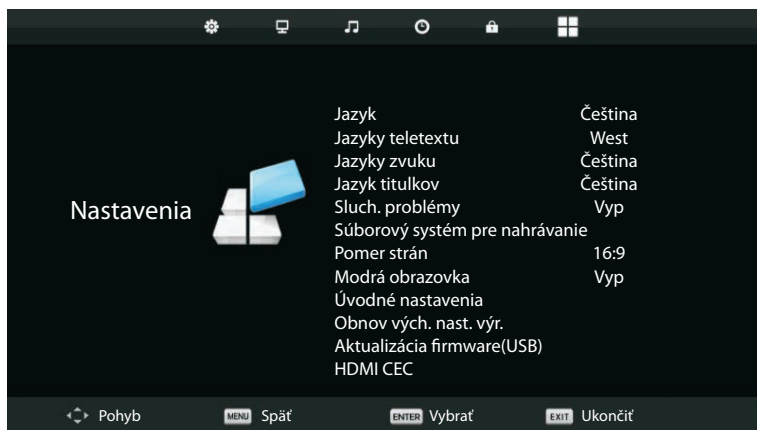 Jazyk Čeština
Jazyky teletextu West
Jazyky zvuku Čeština
Jazyk titulkov Čeština
Nastavenia
Sluch. problémy Vyp
Súborový systém pre nahrávanie
Pomer strán 16:9
Modrá obrazovka Vyp
Úvodné nastavenia
Obnov vých. nast. výr.
Aktualizácia firmware(USB)
HDMI CEC
Pohyb MENU Späť ENTER Vybrať EXIT Ukončiť